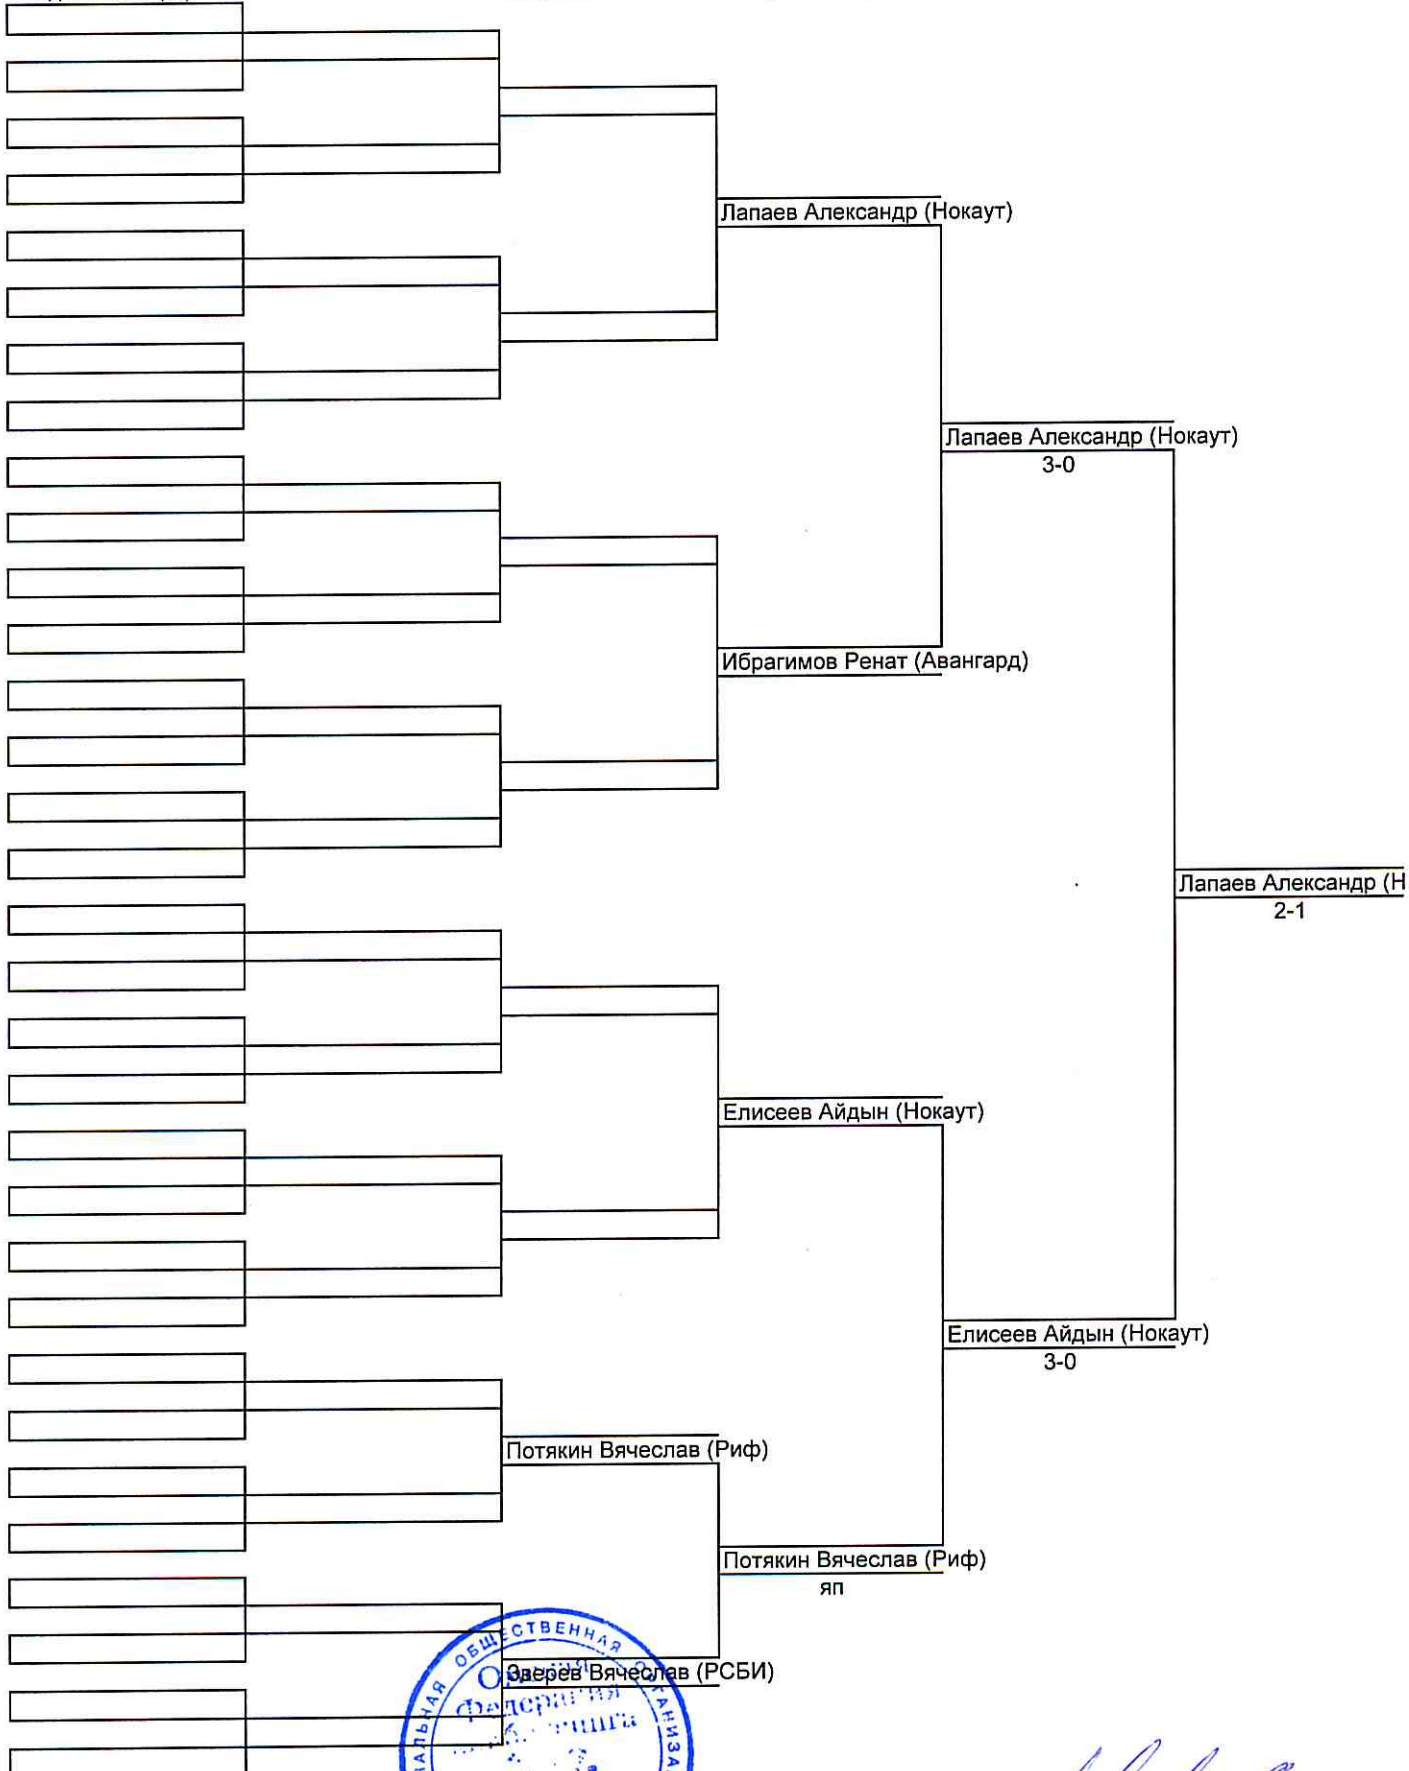 Лапаев Александр (Нокаут)
Лапаев Александр (Нокаут)
3-0
Ибрагимов Ренат (Авангард)
Лапаев Александр (Н
2-1
Елисеев Айдын (Нокаут)
Елисеев Айдын (Нокаут)
3-0
Потякин Вячеслав (Риф)
Потякин Вячеслав (Риф)
яп
Зверев Вячеслав (РСБИ)
ОБЩЕСТВЕННАЯ